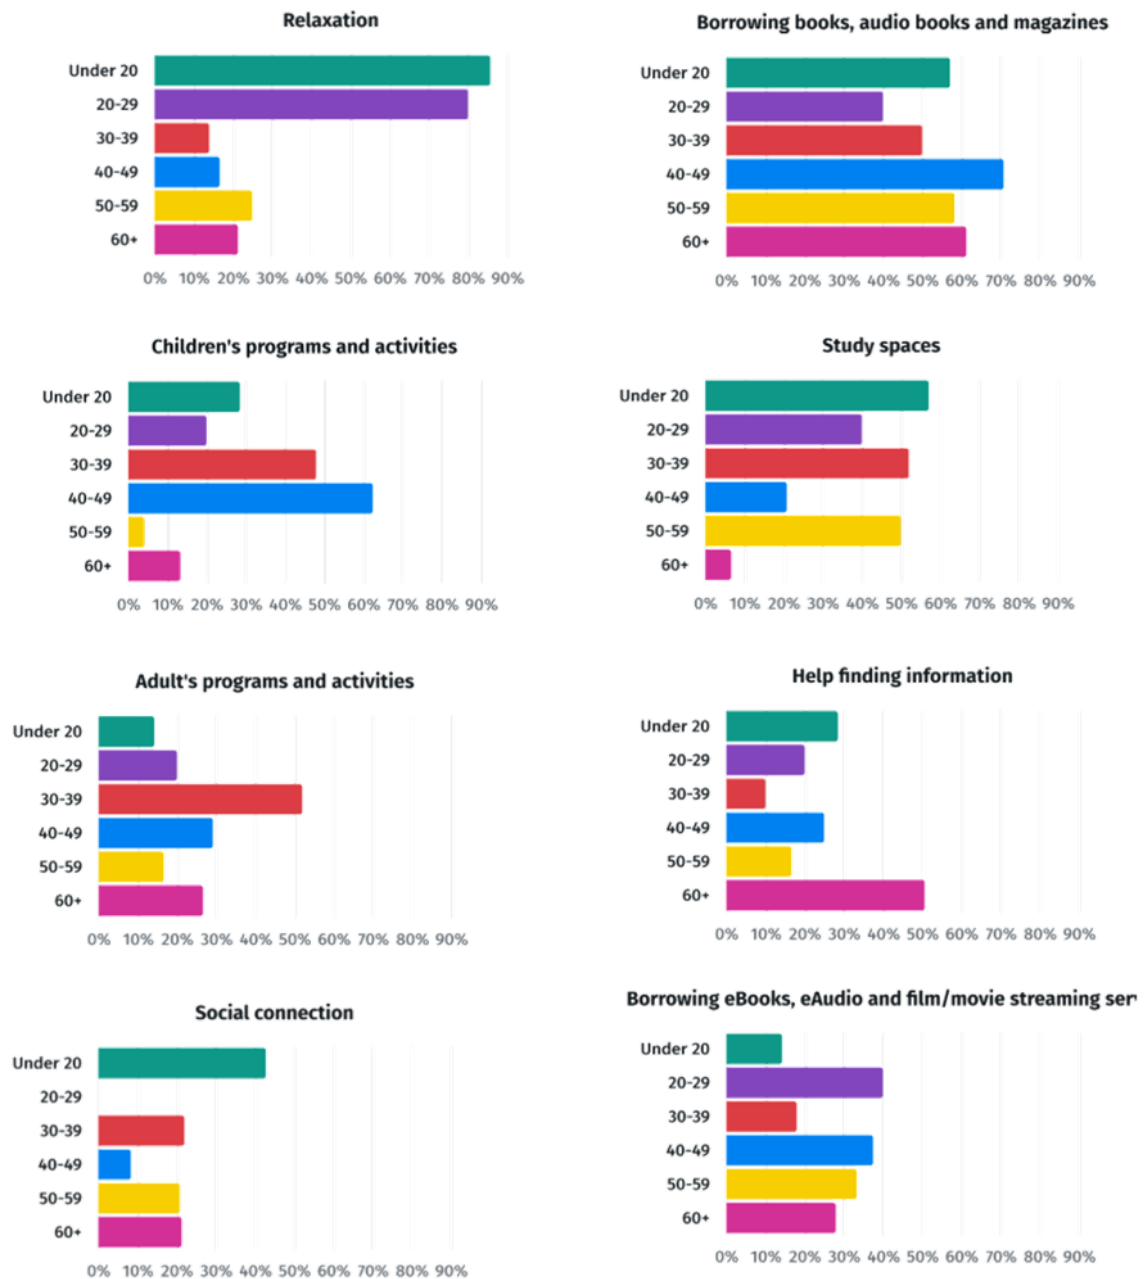 Relaxation
Under 20
20-29
30-39
40-49
50-59
60+
0% 10% 20% 30% 40% 50% 60% 70% 80% 90%
Borrowing books, audio books and magazines
Under 20
20-29
30-39
40-49
50-59
60+
0% 10% 20% 30% 40% 50% 60% 70% 80% 90%
Children's programs and activities
Under 20
20-29
30-39
40-49
50-59
60+
0% 10% 20% 30% 40% 50% 60% 70% 80% 90%
Study spaces
Under 20
20-29
30-39
40-49
50-59
60+
0% 10% 20% 30% 40% 50% 60% 70% 80% 90%
Adult's programs and activities
Under 20
20-29
30-39
40-49
50-59
60+
0% 10% 20% 30% 40% 50% 60% 70% 80% 90%
Help finding information
Under 20
20-29
30-39
40-49
50-59
60+
0% 10% 20% 30% 40% 50% 60% 70% 80% 90%
Social connection
Under 20
20-29
30-39
40-49
50-59
60+
0% 10% 20% 30% 40% 50% 60% 70% 80% 90%
Borrowing eBooks, eAudio and film/movie streaming ser
Under 20
20-29
30-39
40-49
50-59
60+
0% 10% 20% 30% 40% 50% 60% 70% 80% 90%